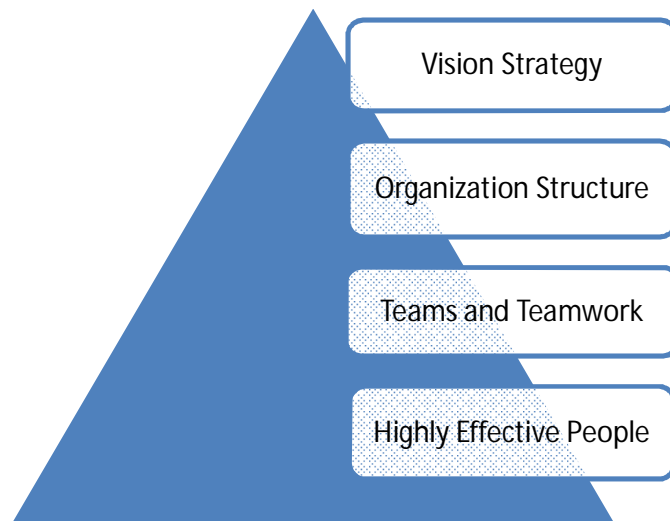 Vision Strategy
Organization Structure
Teams and Teamwork
Highly Effective People